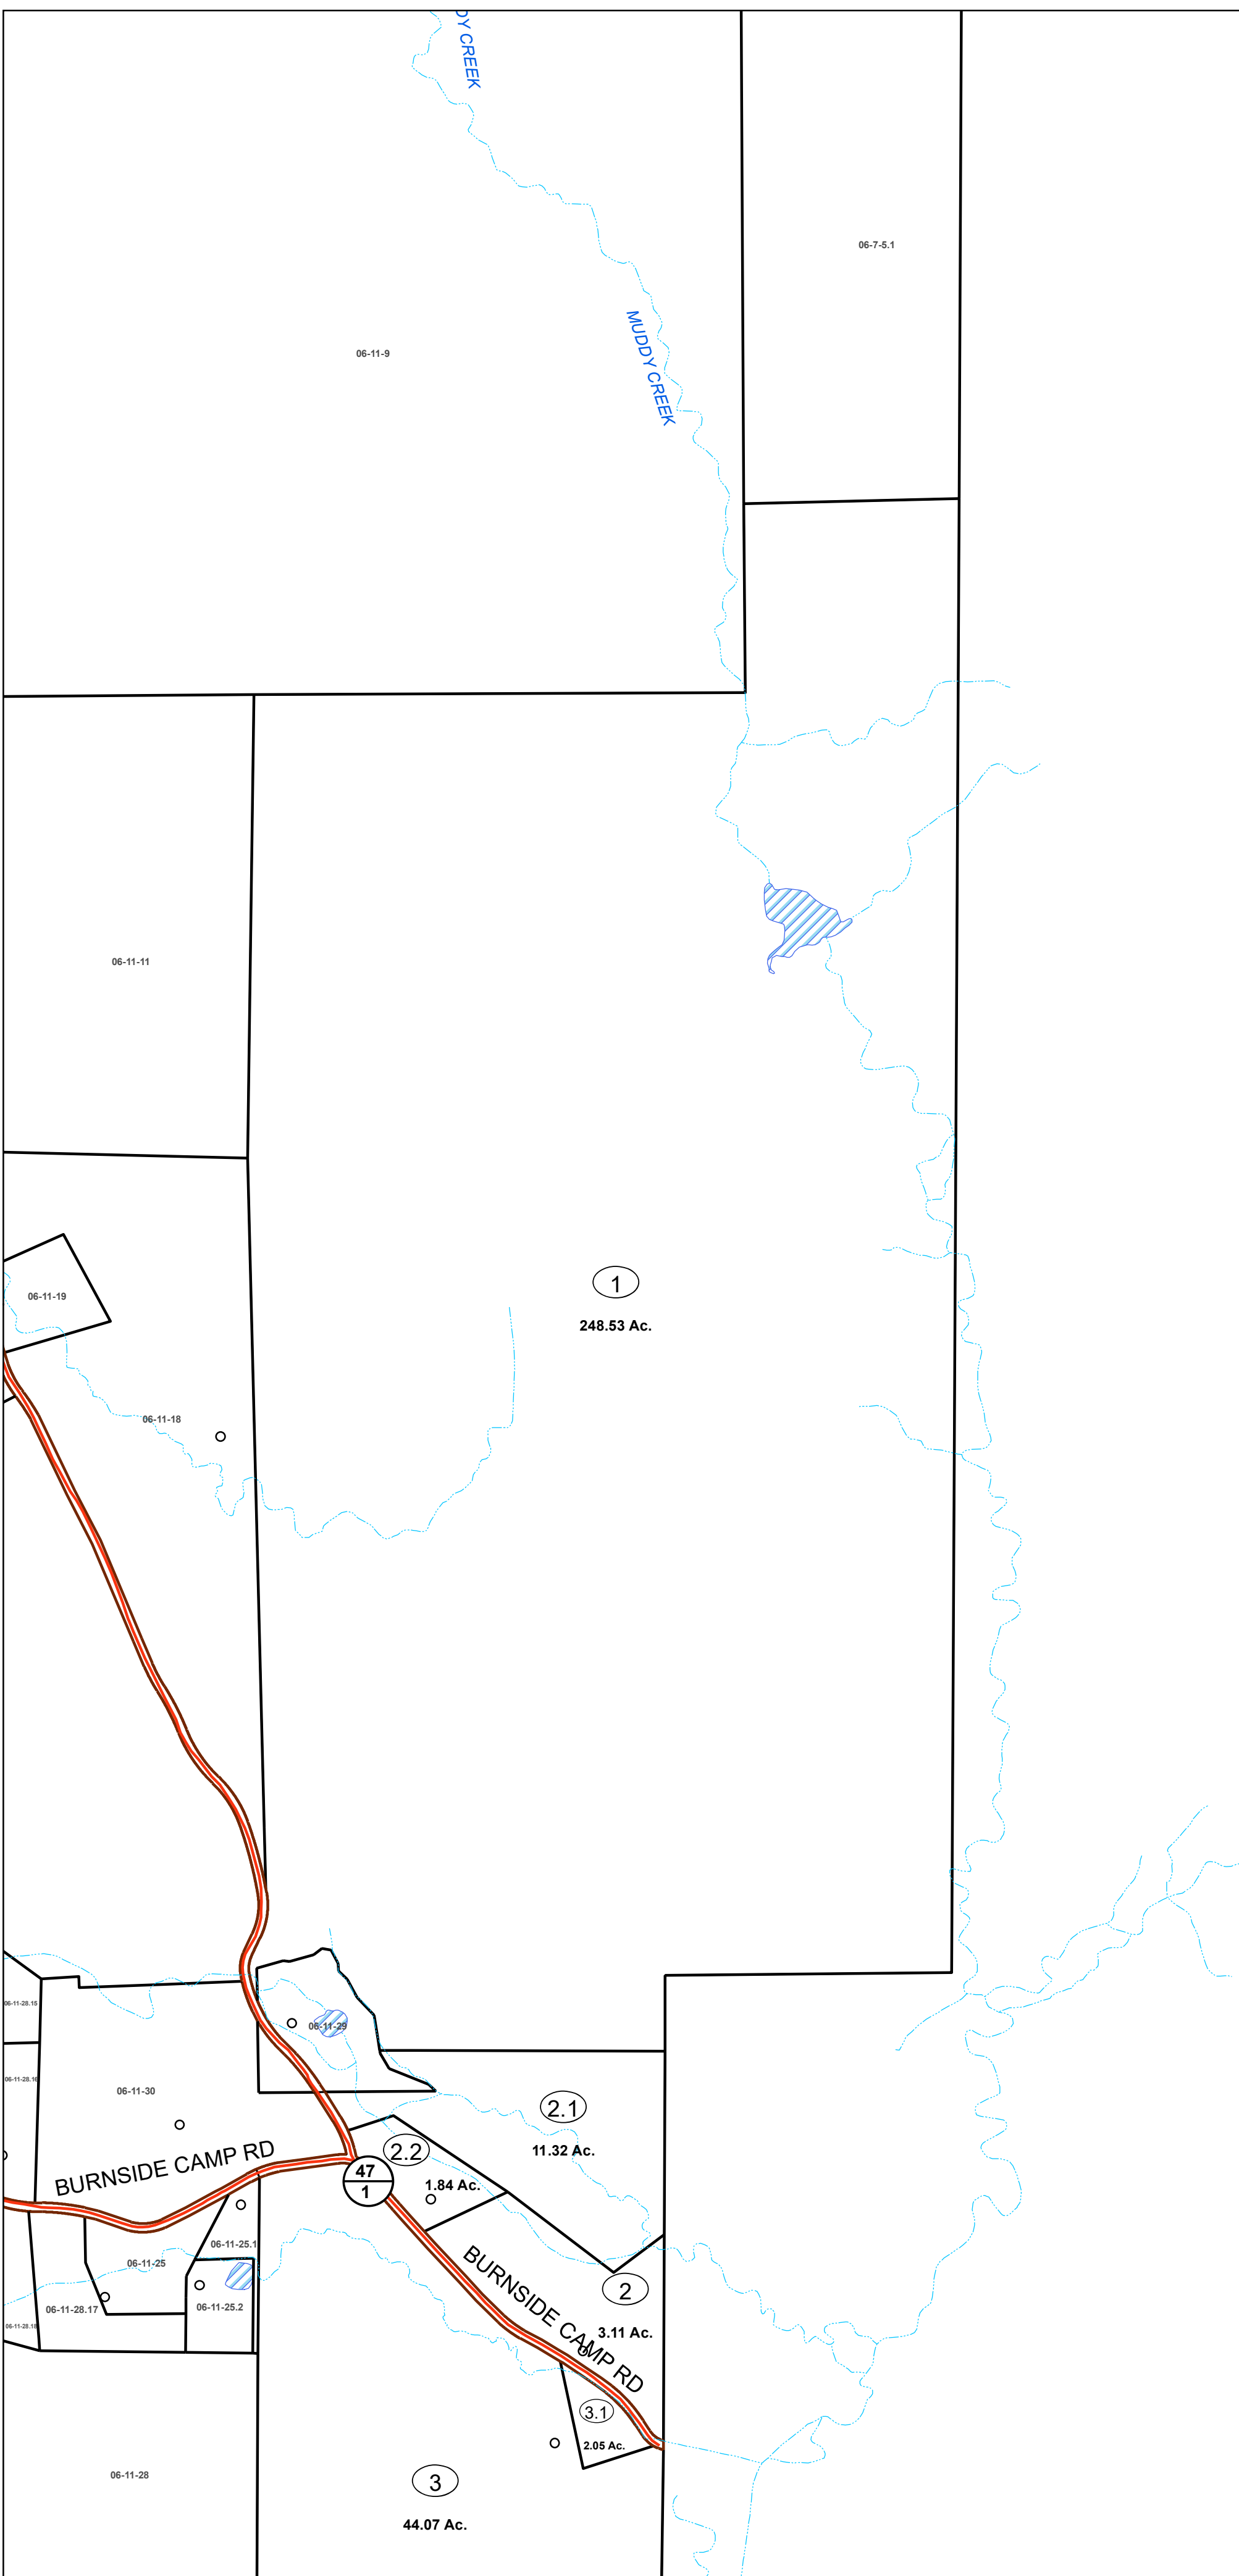 DY CREEK
06-7-5.1
MUDDY CREEK
06-11-9
06-11-11
1
248.53 Ac.
06-11-19
06-11-18
06-11-28.15
06-11-29
06-11-28.16
06-11-30
2.1
11.32 Ac.
BURNSIDE CAMP RD
2.2
1.84 Ac.
47
1
06-11-25.1
06-11-25
BURNSIDE CAMP RD
2
3.11 Ac.
06-11-28.17
06-11-25.2
3.1
2.05 Ac.
06-11-28
3
44.07 Ac.